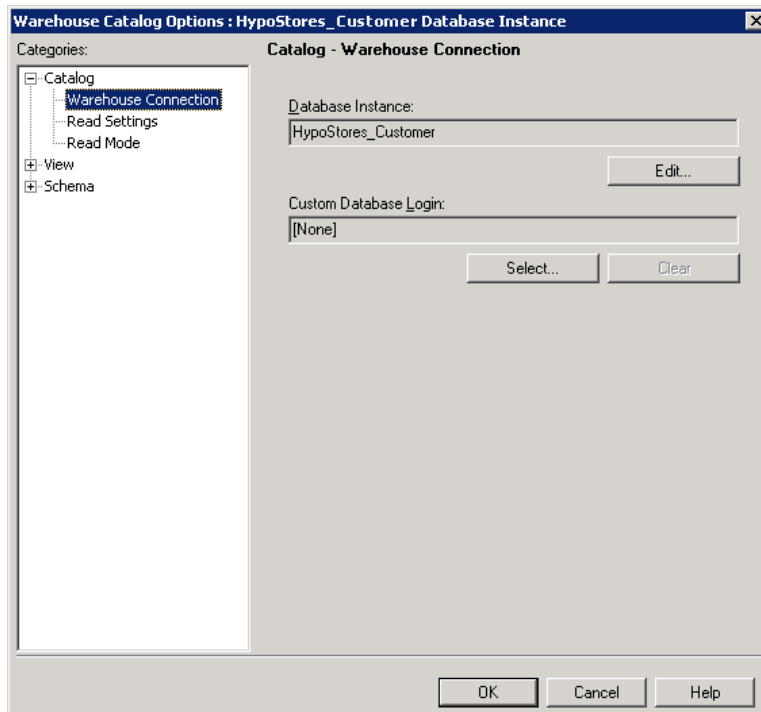 Warehouse Catalog Options : HypoStores_Customer Database Instance
Categories:
Catalog
Warehouse Connection
Read Settings
Read Mode
View
Schema
Catalog - Warehouse Connection
Database Instance:
HypoStores_Customer
Edit...
Custom Database Login:
[None]
Select...
Clear
OK
Cancel
Help